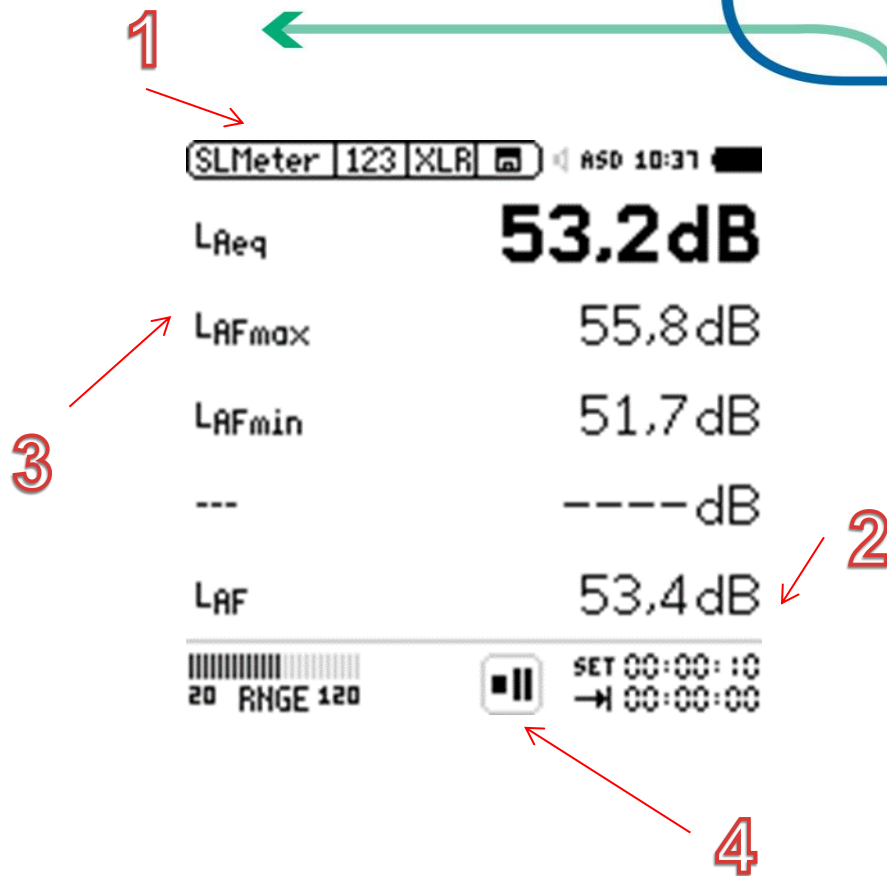 1
SLMeter 123 XLR ASD 10:37
LAeq 53,2dB
LAFmax 55,8dB
LAFmin 51,7dB
3
--- ----dB
2
LAF 53,4dB
SET 00:00:10
20 RNGE 120 00:00:00
4